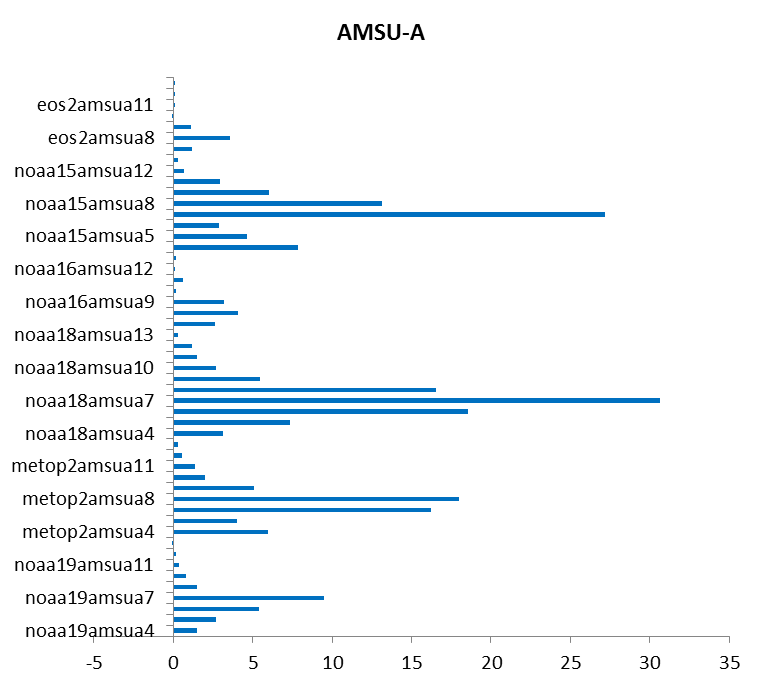 AMSU-A
eos2amsua11
eos2amsua8
noaa15amsua12
noaa15amsua8
noaa15amsua5
noaa16amsua12
noaa16amsua9
noaa18amsua13
noaa18amsua10
noaa18amsua7
noaa18amsua4
metop2amsua11
metop2amsua8
metop2amsua4
noaa19amsua11
noaa19amsua7
noaa19amsua4
-5 0 5 10 15 20 25 30 35